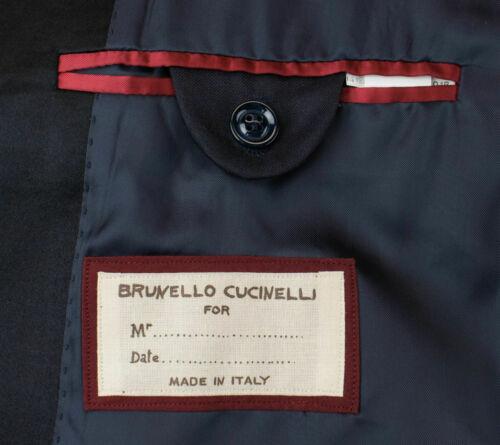 BRUNELLO CUCINELLI
FOR
Mr..............................
Date............................
MADE IN ITALY